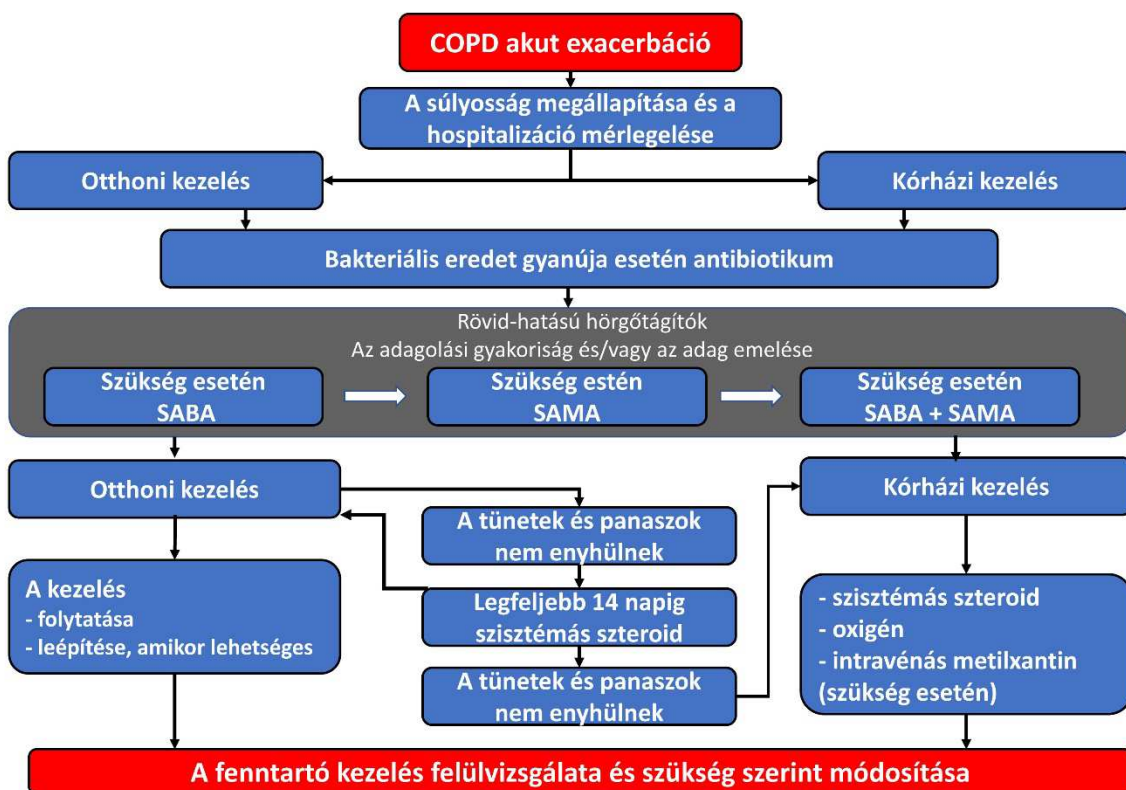 COPD akut exacerbáció
A súlyosság megállapítása és a
hospitalizáció mérlegelése
Otthoni kezelés
Kórházi kezelés
Bakteriális eredet gyanúja esetén antibiotikum
Rövid-hatású hörgőtágítók
Az adagolási gyakoriság és/vagy az adag emelése
Szükség esetén
SABA
Szükség estén
SAMA
Szükség esetén
SABA + SAMA
Otthoni kezelés
A tünetek és panaszok
nem enyhülnek
Kórházi kezelés
A kezelés
- folytatása
- leépítése, amikor lehetséges
Legfeljebb 14 napig
szisztémás szteroid
A tünetek és panaszok
nem enyhülnek
- szisztémás szteroid
- oxigén
- intravénás metilxantin
(szükség esetén)
A fenntartó kezelés felülvizsgálata és szükség szerint módosítása